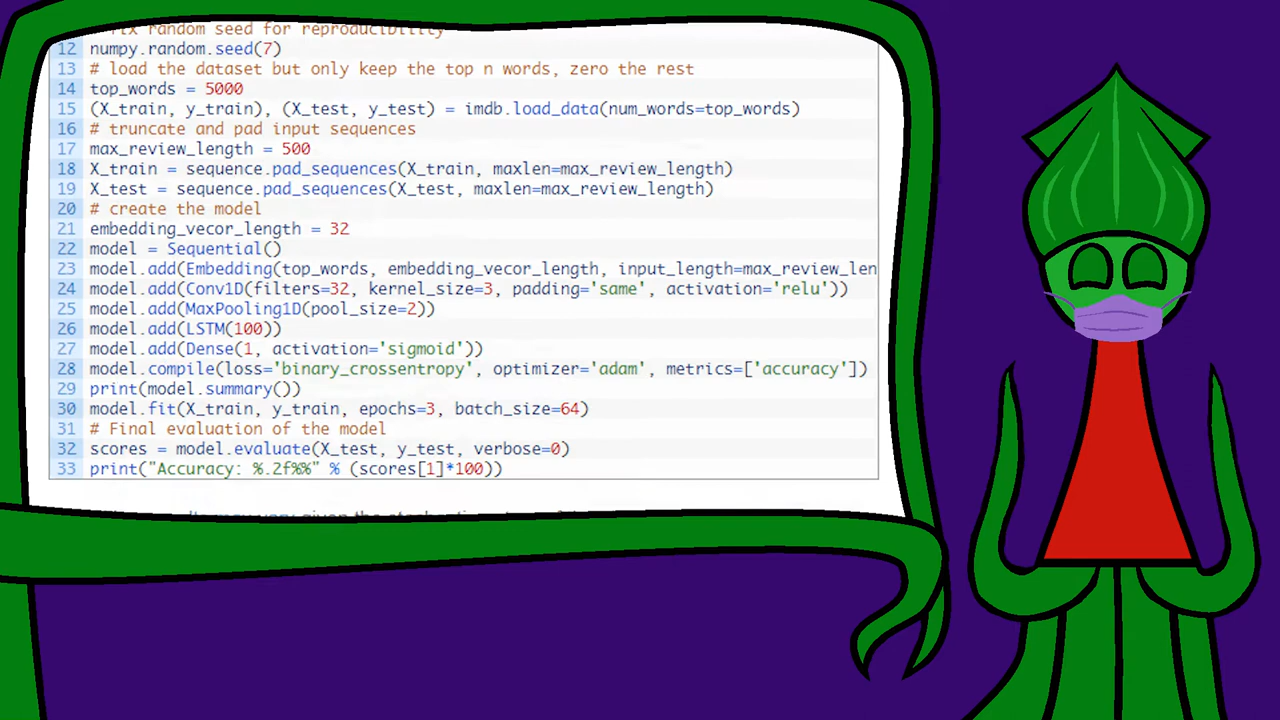 fix random seed for reproducibility
12 numpy.random.seed(7)
13 # load the dataset but only keep the top n words, zero the rest
14 top_words = 5000
15 (X_train, y_train), (X_test, y_test) = imdb.load_data(num_words=top_words)
16 # truncate and pad input sequences
17 max_review_length = 500
18 X_train = sequence.pad_sequences(X_train, maxlen=max_review_length)
19 X_test = sequence.pad_sequences(X_test, maxlen=max_review_length)
20 # create the model
21 embedding_vecor_length = 32
22 model = Sequential()
23 model.add(Embedding(top_words, embedding_vecor_length, input_length=max_review_len
24 model.add(Conv1D(filters=32, kernel_size=3, padding='same', activation='relu'))
25 model.add(MaxPooling1D(pool_size=2))
26 model.add(LSTM(100))
27 model.add(Dense(1, activation='sigmoid'))
28 model.compile(loss='binary_crossentropy', optimizer='adam', metrics=['accuracy'])
29 print(model.summary())
30 model.fit(X_train, y_train, epochs=3, batch_size=64)
31 # Final evaluation of the model
32 scores = model.evaluate(X_test, y_test, verbose=0)
33 print("Accuracy: %.2f%%" % (scores[1]*100))